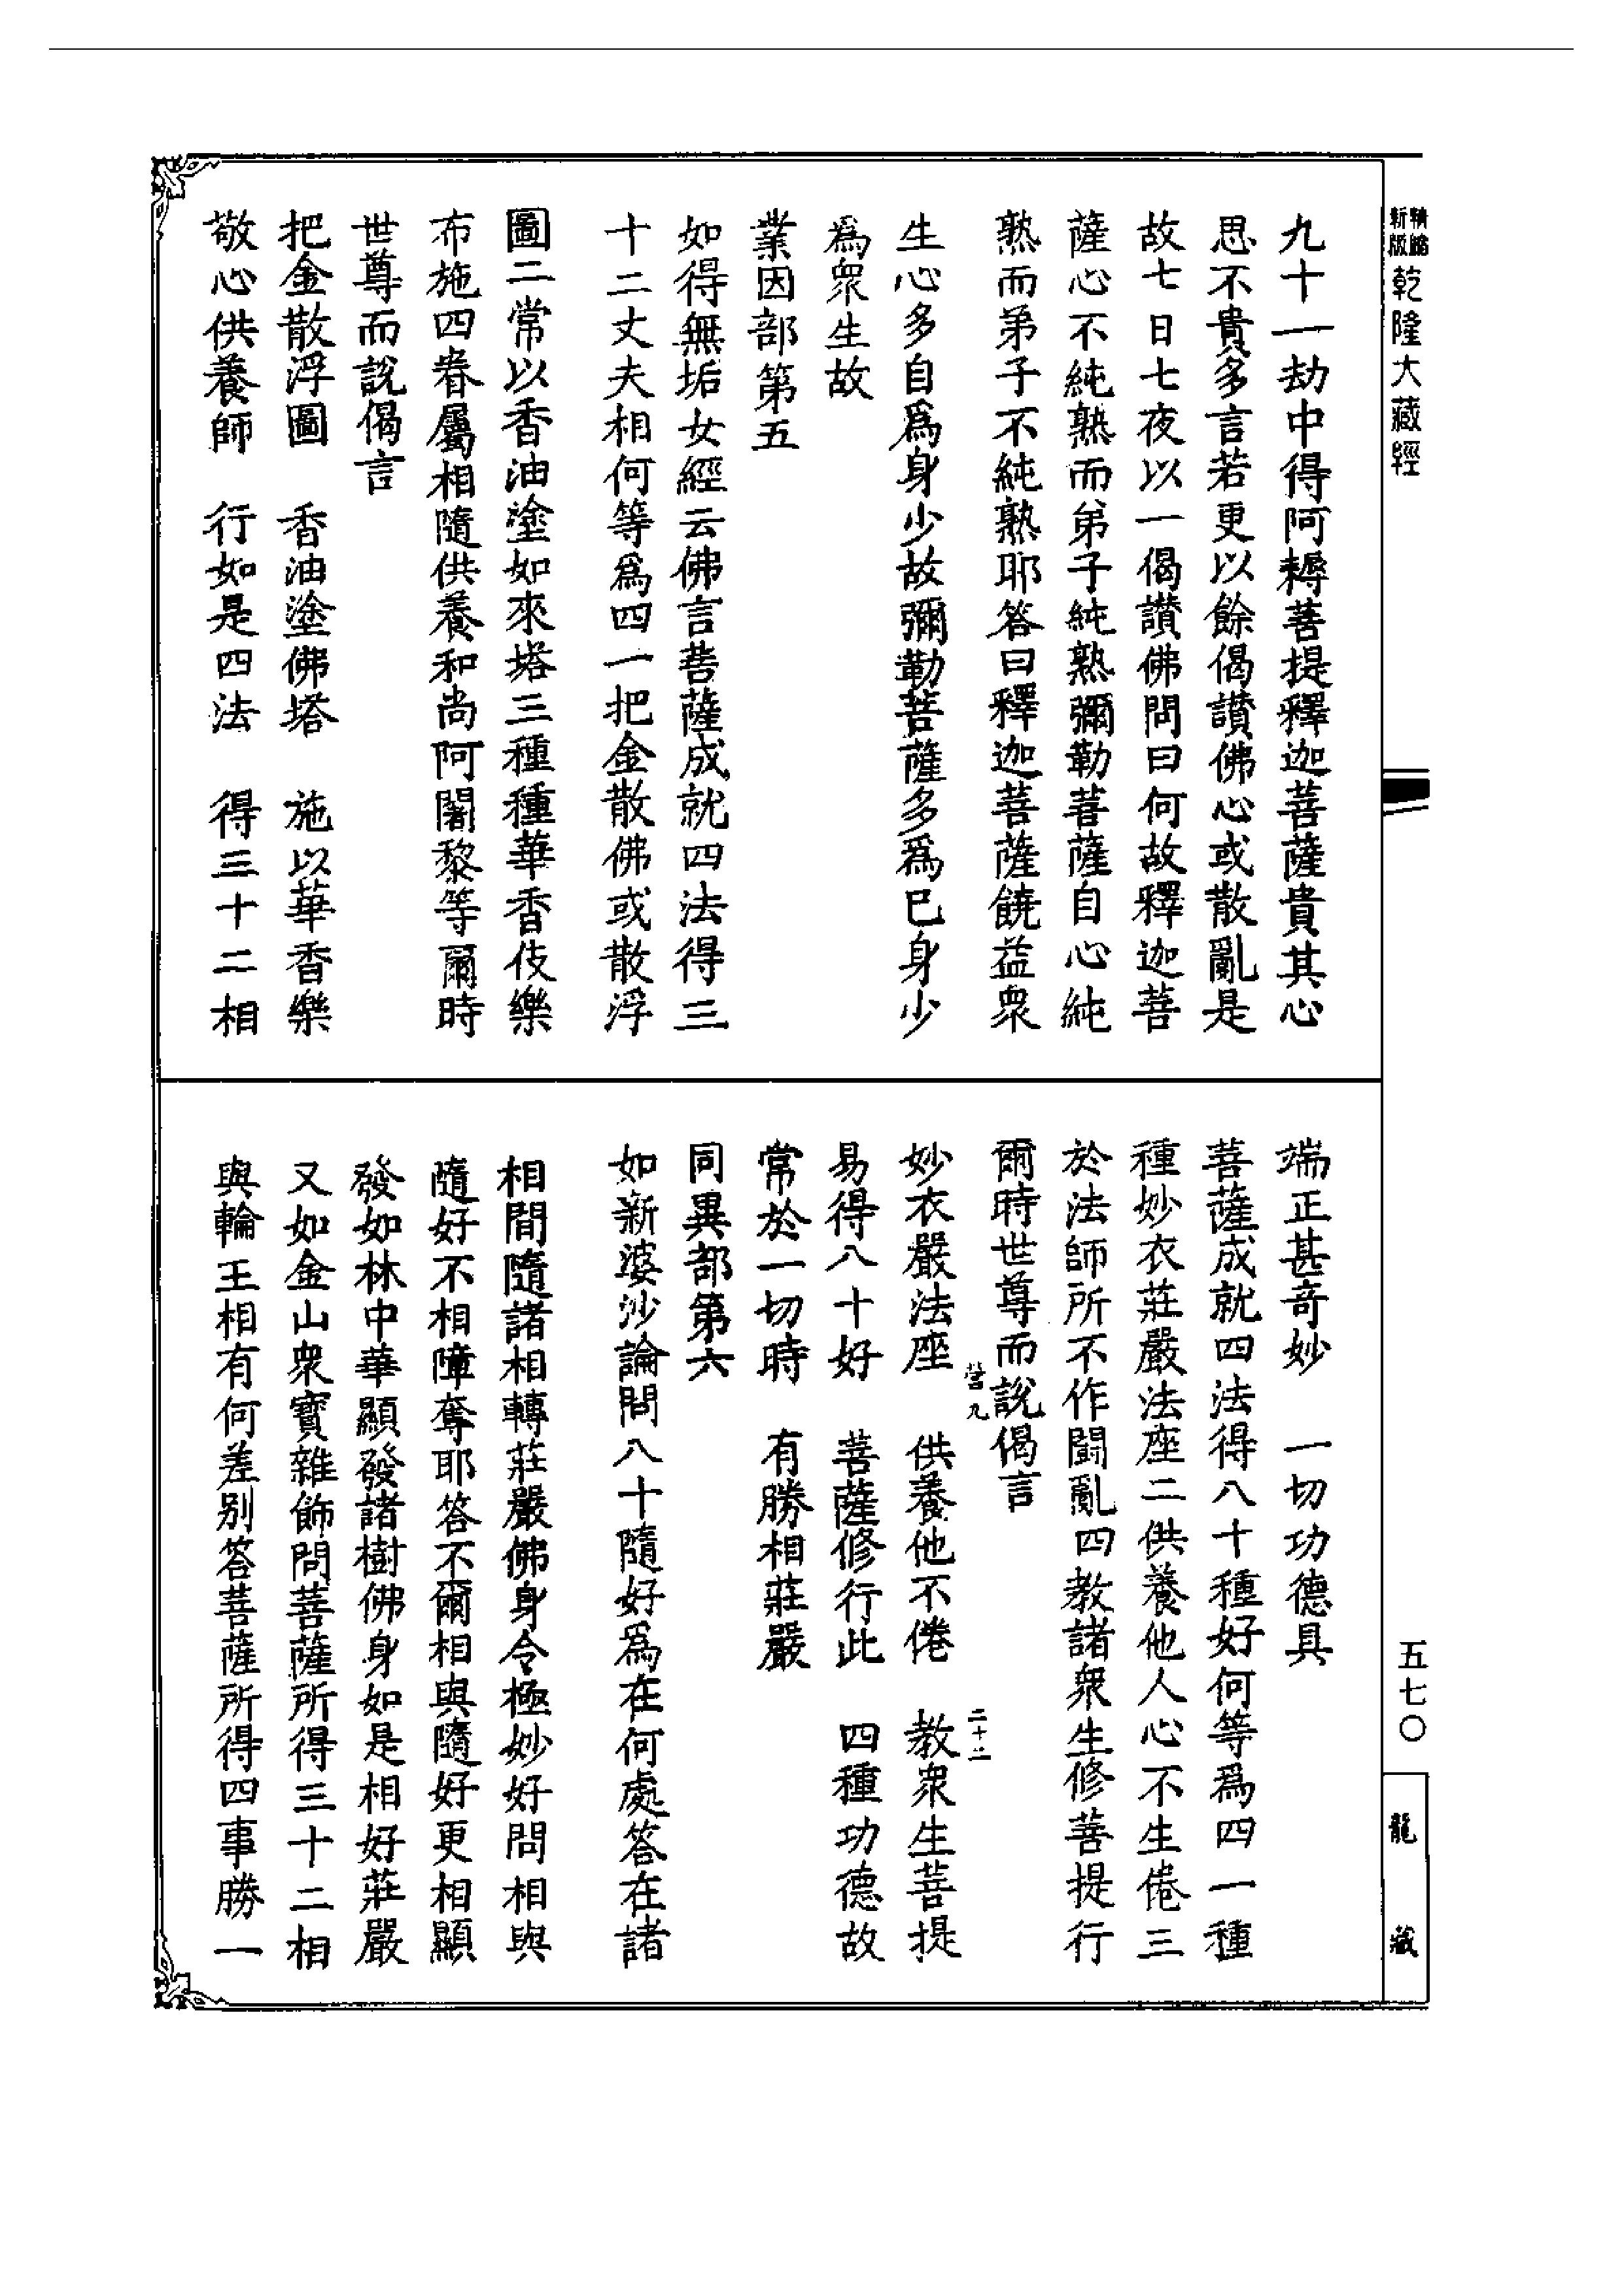 精縮新版乾隆大藏經
九十一劫中得阿耨菩提釋迦菩薩貴其心
思不貴多言若更以餘偈讃佛心或散亂是
故七日七夜以一偈讃佛問曰何故釋迦菩
薩心不純熟而弟子純熟彌勒菩薩自心純
熟而弟子不純熟耶答曰釋迦菩薩饒益衆
生心多自爲身少故彌勒菩薩多爲已身少
爲衆生故
業因部第五
如得無垢女經云佛言菩薩成就四法得三
十二丈夫相何等爲四一把金散佛或散浮
圖二常以香油塗如來塔三種種華香伎樂
布施四眷屬相隨供養和尚阿闍黎等爾時
世尊而說偈言
把金散浮圖　香油塗佛塔　施以華香樂
敬心供養師　行如是四法　得三十二相
端正甚奇妙　一切功德具
菩薩成就四法得八十種好何等爲四一種
種妙衣莊嚴法座二供養他人心不生倦三
於法師所不作鬪亂四教諸衆生修菩提行
爾時世尊而說偈言
營九　二十二
妙衣嚴法座　供養他不倦　教衆生菩提
易得八十好　菩薩修行此　四種功德故
常於一切時　有勝相莊嚴
同異部第六
如新婆沙論問八十隨好爲在何處答在諸
相間隨諸相轉莊嚴佛身令極妙好問相與
隨好不相障奪耶答不爾相與隨好更相顯
發如林中華顯發諸樹佛身如是相好莊嚴
又如金山衆寶雜飾問菩薩所得三十二相
與輪王相有何差別答菩薩所得四事勝一
五七〇
龍藏